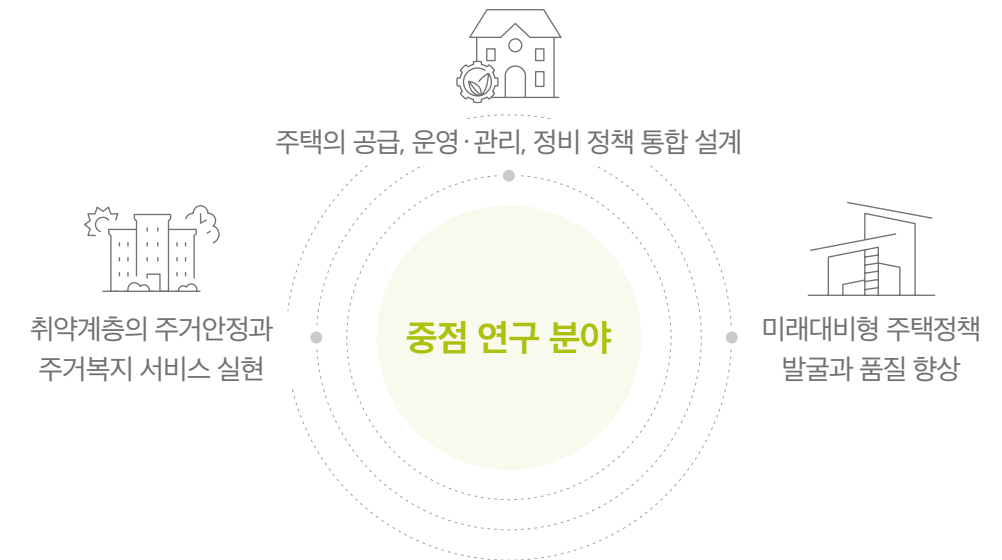 주택의 공급, 운영·관리, 정비 정책 통합 설계
취약계층의 주거안정과
주거복지 서비스 실현
중점 연구 분야
미래대비형 주택정책
발굴과 품질 향상